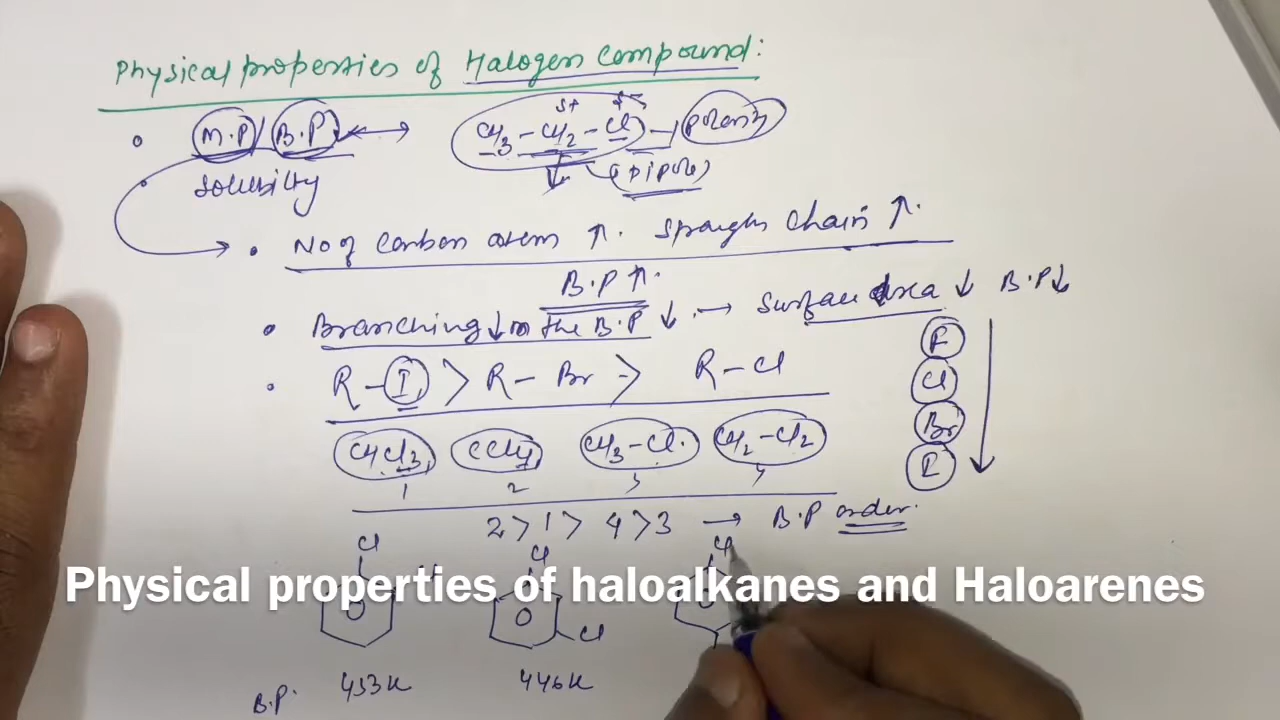 Physical properties of Halogen compound:
• M.P / B.P ↔ CH3 - CH2 - Cl - polarity
δ+ δ-
(Dipole)
• Solubility
• No of carbon atom ↑. Straight chain ↑.
B.P ↑.
• Branching ↓ the B.P ↓ . → Surface Area ↓ B.P ↓
• R - I > R - Br > R - Cl
F
Cl
Br
I
CHCl3, CCl4 CH3 - Cl. CH2 - Cl2
1 2 3 4
2 > 1 > 4 > 3 → B.P order.
Cl Cl Cl
Physical properties of haloalkanes and Haloarenes
Cl
B.P. 453K 446K